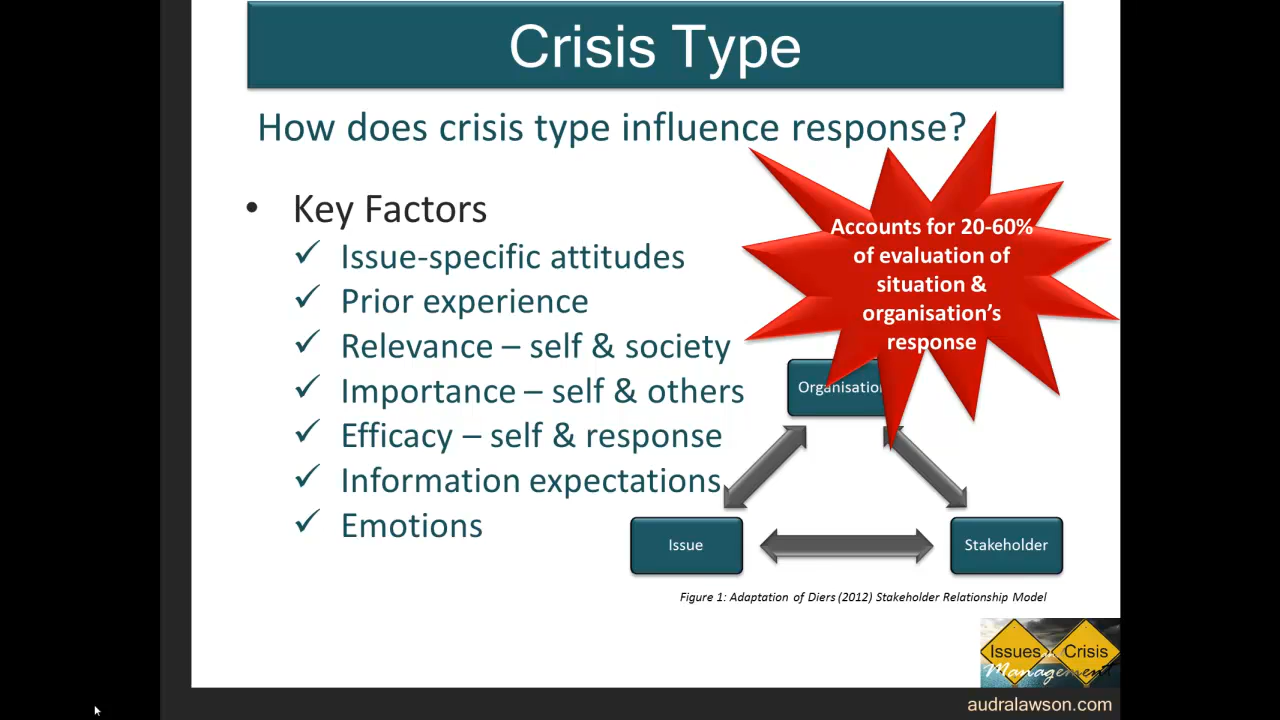 Crisis Type
How does crisis type influence response?
• Key Factors
✓ Issue-specific attitudes
✓ Prior experience
✓ Relevance – self & society
✓ Importance – self & others
✓ Efficacy – self & response
✓ Information expectations
✓ Emotions
Accounts for 20-60%
of evaluation of
situation &
organisation's
response
Organisation
Issue
Stakeholder
Figure 1: Adaptation of Diers (2012) Stakeholder Relationship Model
Issues Crisis
Management
audralawson.com